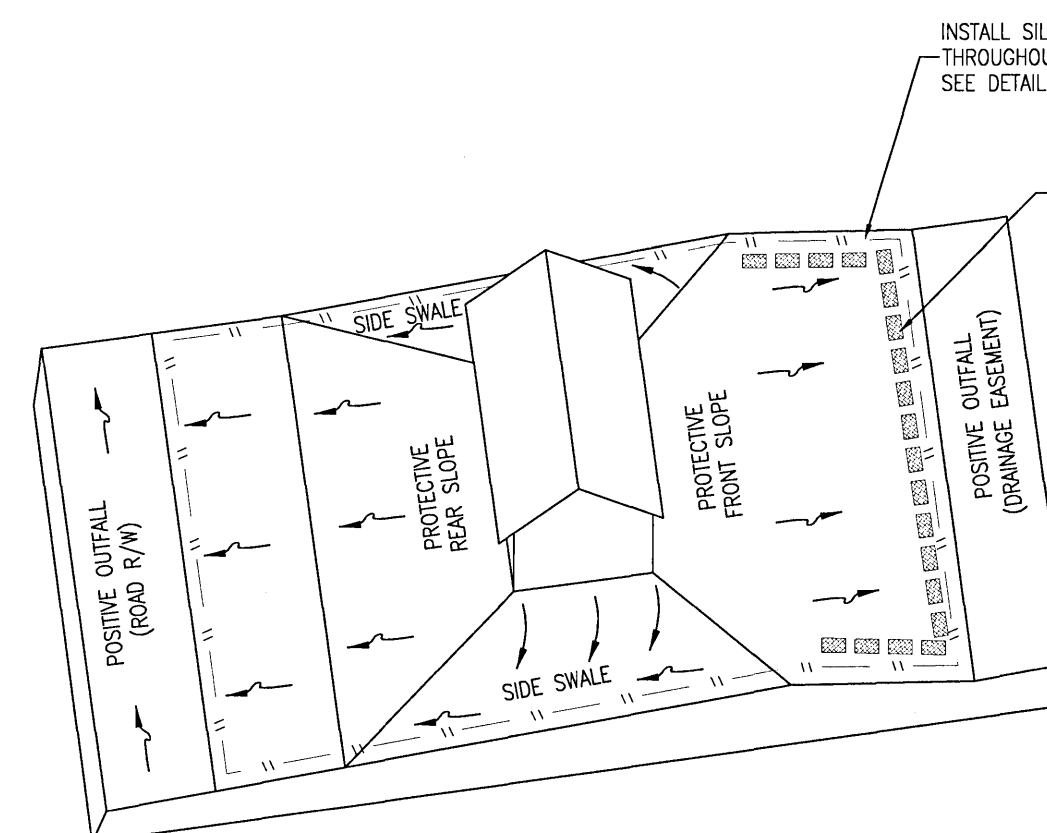 INSTALL SIL
THROUGHOU
SEE DETAIL
SIDE SWALE
PROTECTIVE
REAR SLOPE
PROTECTIVE
FRONT SLOPE
POSITIVE OUTFALL
(DRAINAGE EASEMENT)
POSITIVE OUTFALL
(ROAD R/W)
SIDE SWALE